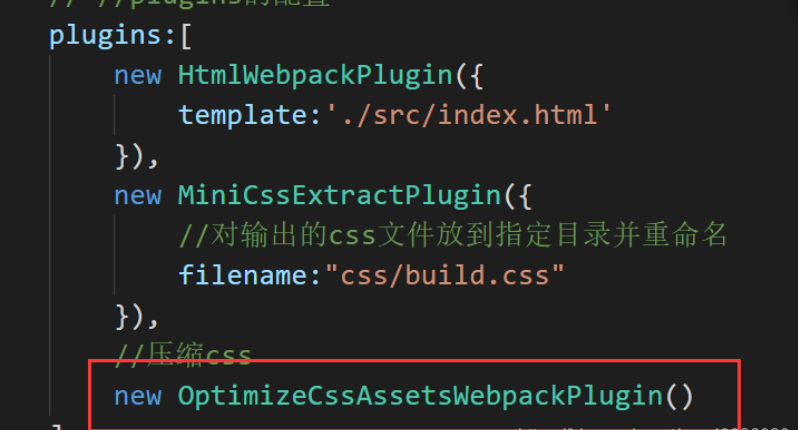 // //plugins的配置
plugins:[
new HtmlWebpackPlugin({
template:'./src/index.html'
}),
new MiniCssExtractPlugin({
//对输出的css文件放到指定目录并重命名
filename:"css/build.css"
}),
//压缩css
new OptimizeCssAssetsWebpackPlugin()